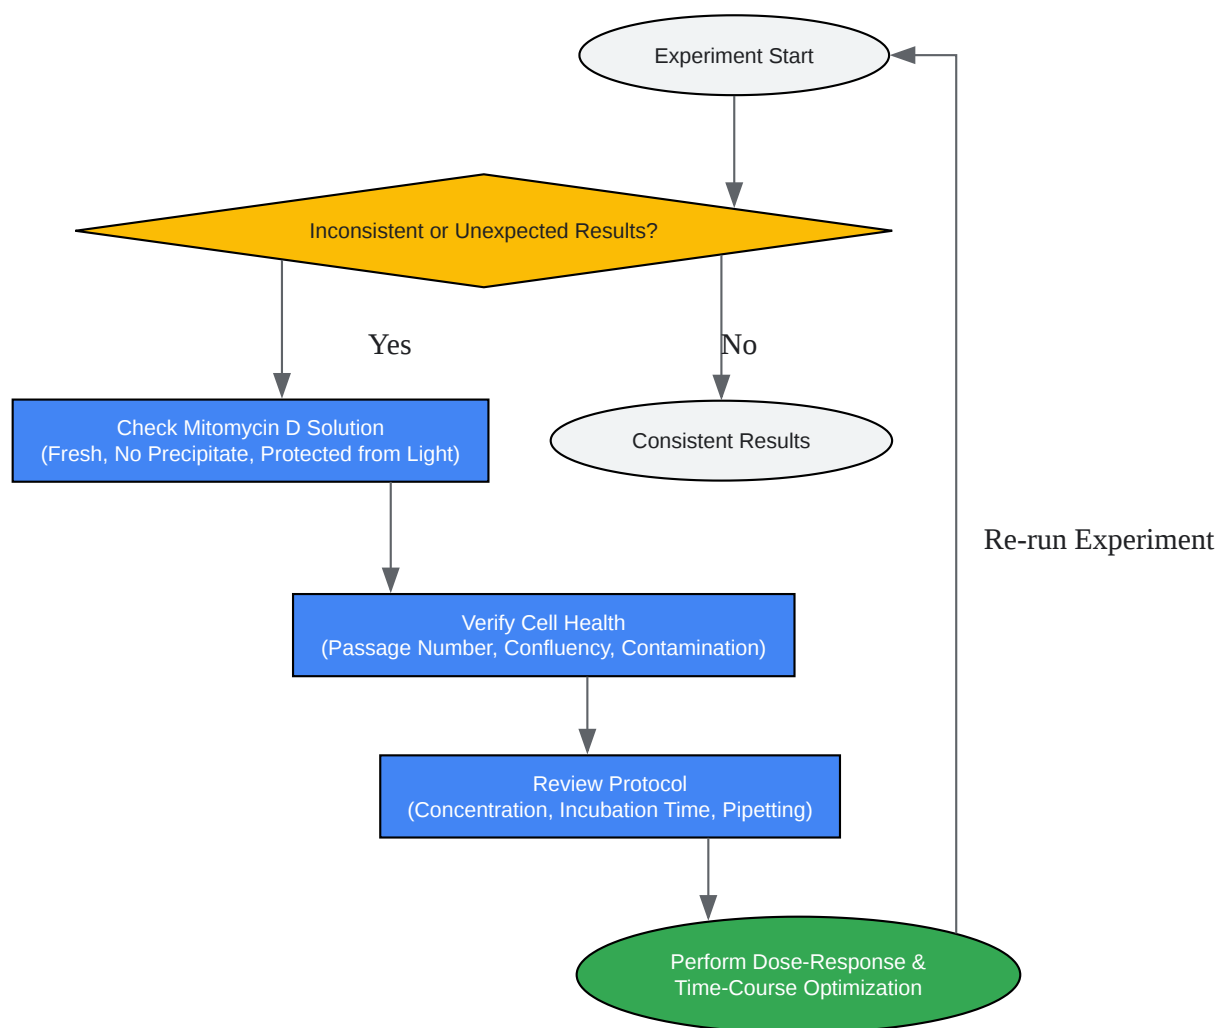 Experiment Start
Inconsistent or Unexpected Results?
Yes
No
Check Mitomycin D Solution
(Fresh, No Precipitate, Protected from Light)
Consistent Results
Re-run Experiment
Verify Cell Health
(Passage Number, Confluency, Contamination)
Review Protocol
(Concentration, Incubation Time, Pipetting)
Perform Dose-Response &
Time-Course Optimization